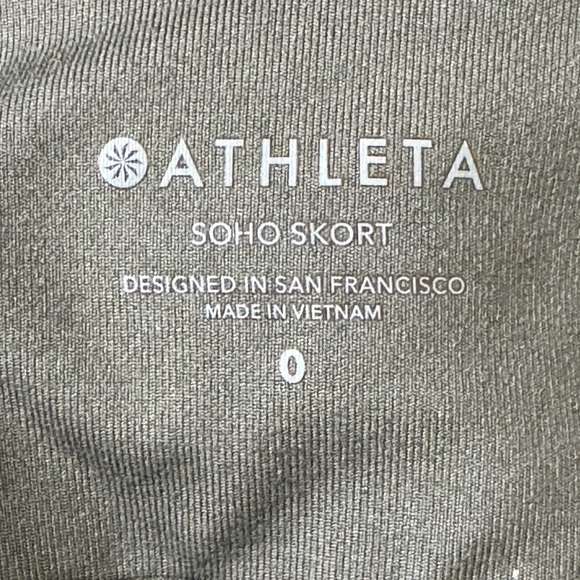 ATHLETA
SOHO SKORT
DESIGNED IN SAN FRANCISCO
MADE IN VIETNAM
0